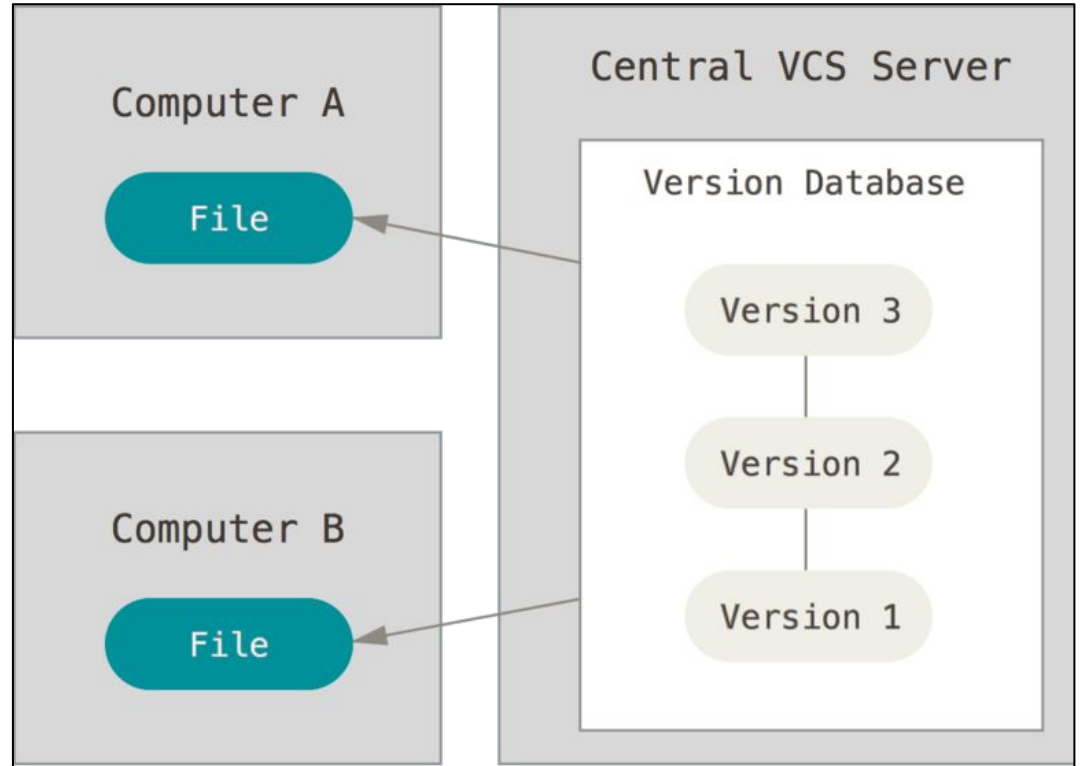 Computer A
File
Central VCS Server
Version Database
Version 3
Version 2
Version 1
Computer B
File